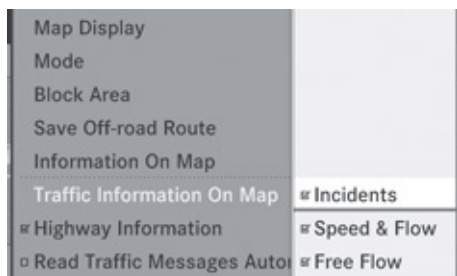 Map Display
Mode
Block Area
Save Off-road Route
Information On Map
Traffic Information On Map
Incidents
Highway Information
Speed & Flow
Read Traffic Messages Autor
Free Flow